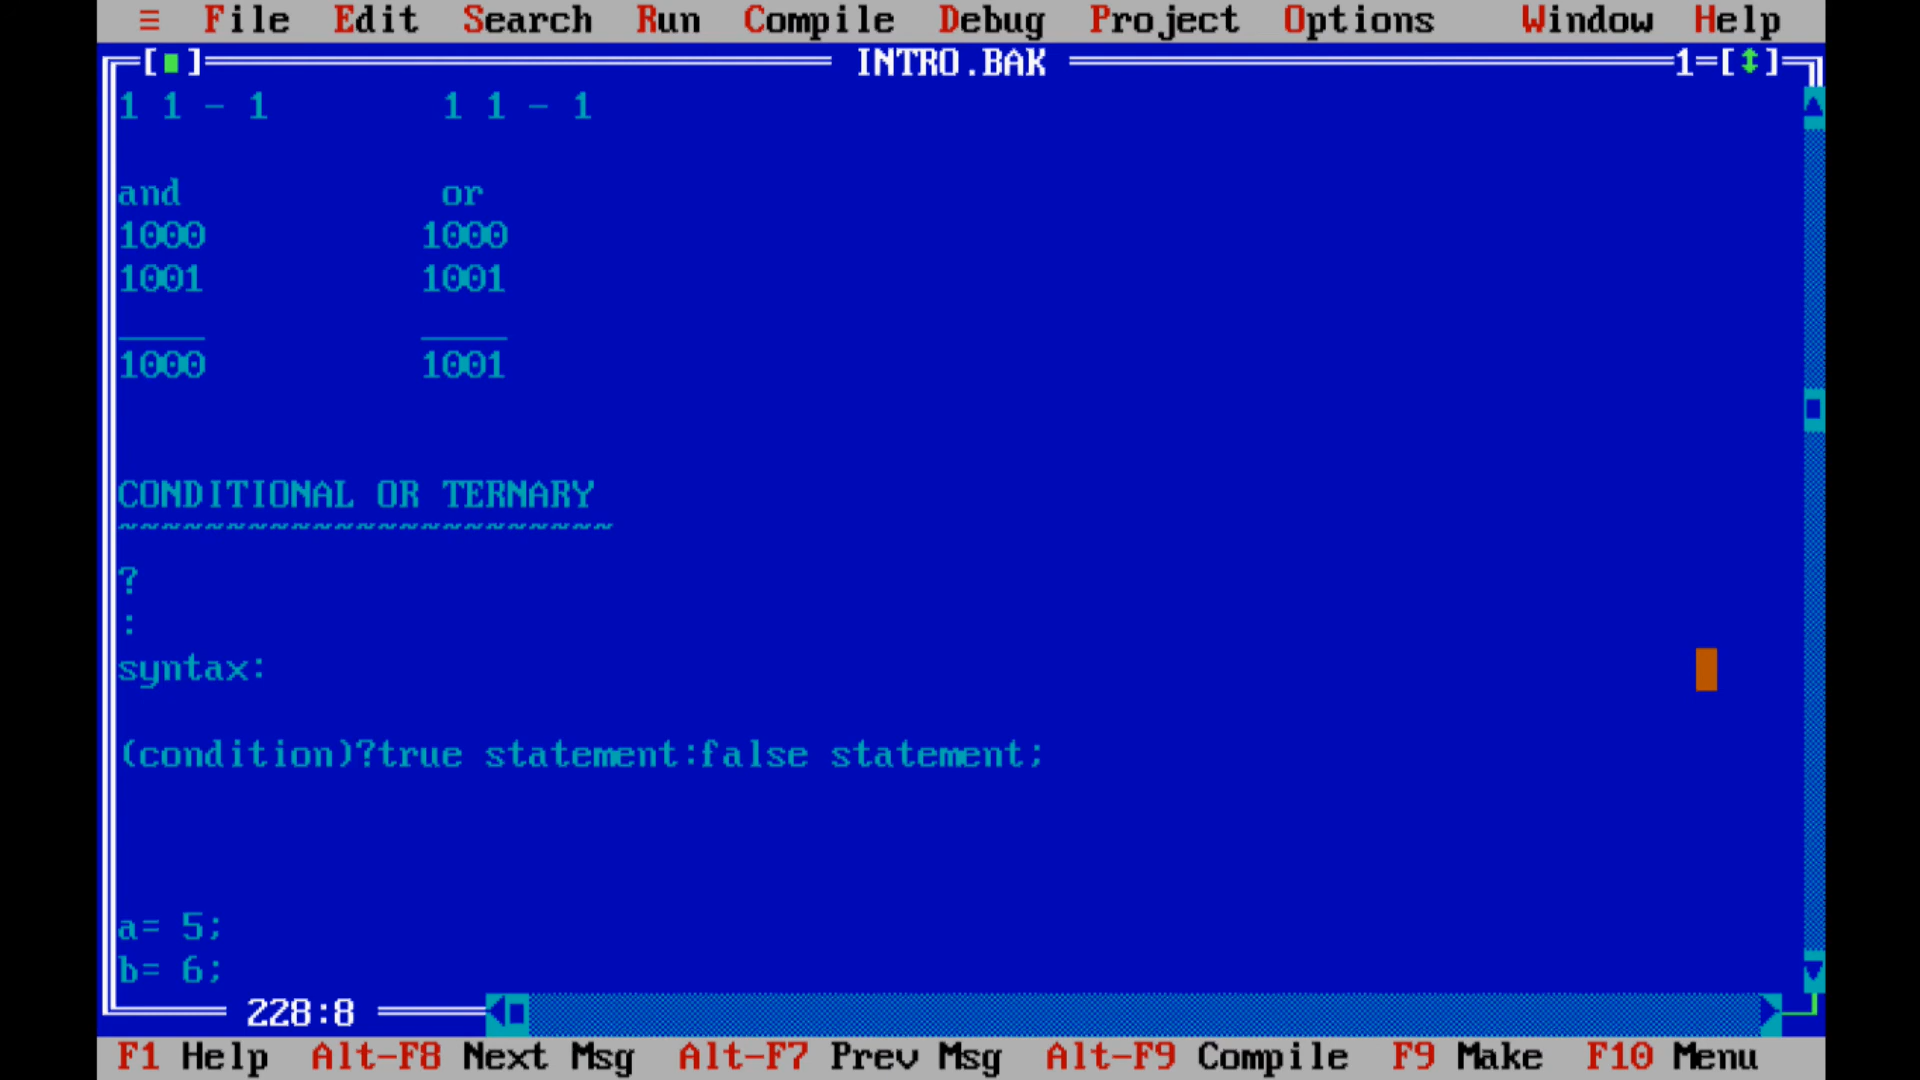 ≡ File Edit Search Run Compile Debug Project Options Window Help
[■] INTRO.BAK 1=[↕]
1 1 - 1 1 1 - 1
and or
1000 1000
1001 1001
____ ____
1000 1001
CONDITIONAL OR TERNARY
~~~~~~~~~~~~~~~~~~~~~~~
?
:
syntax:
(condition)?true statement:false statement;
a= 5;
b= 6;
228:8
F1 Help Alt-F8 Next Msg Alt-F7 Prev Msg Alt-F9 Compile F9 Make F10 Menu